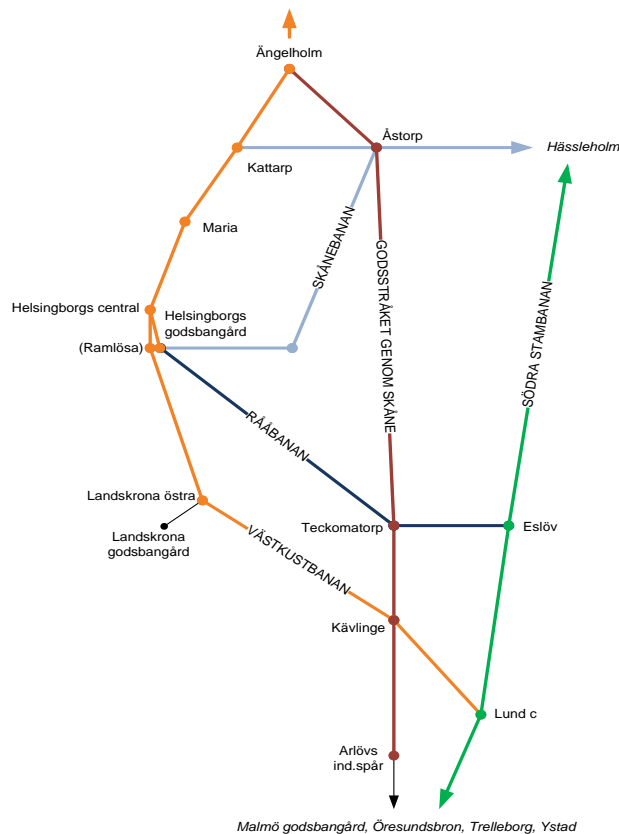 Ängelholm
Åstorp
Hässleholm
Kattarp
Maria
SKÅNEBANAN
GODSSTRÅKET GENOM SKÅNE
SÖDRA STAMBANAN
Helsingborgs central
Helsingborgs
godsbangård
(Ramlösa)
RÅÅBANAN
Landskrona östra
Landskrona
godsbangård
VÄSTKUSTBANAN
Teckomatorp
Eslöv
Kävlinge
Lund c
Arlövs
ind.spår
Malmö godsbangård, Öresundsbron, Trelleborg, Ystad